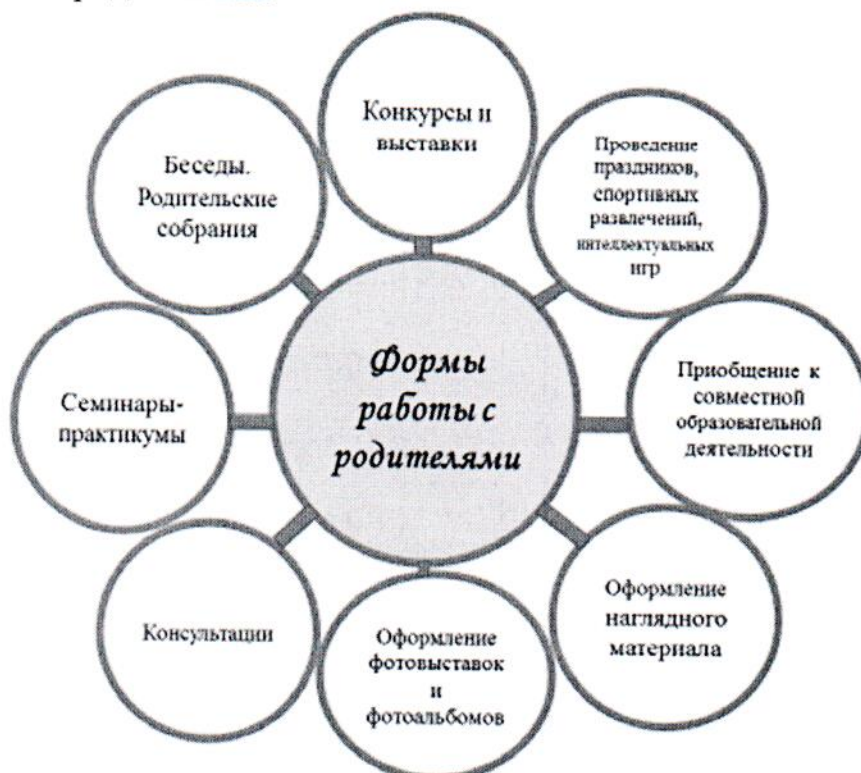 Конкурсы и
выставки
Проведение
праздников,
спортивных
развлечений,
интеллектуальных
игр
Приобщение к
совместной
образовательной
деятельности
Оформление
наглядного
материала
Оформление
фотовыставок
и
фотоальбомов
Консультации
Семинары-
практикумы
Беседы.
Родительские
собрания
Формы
работы с
родителями